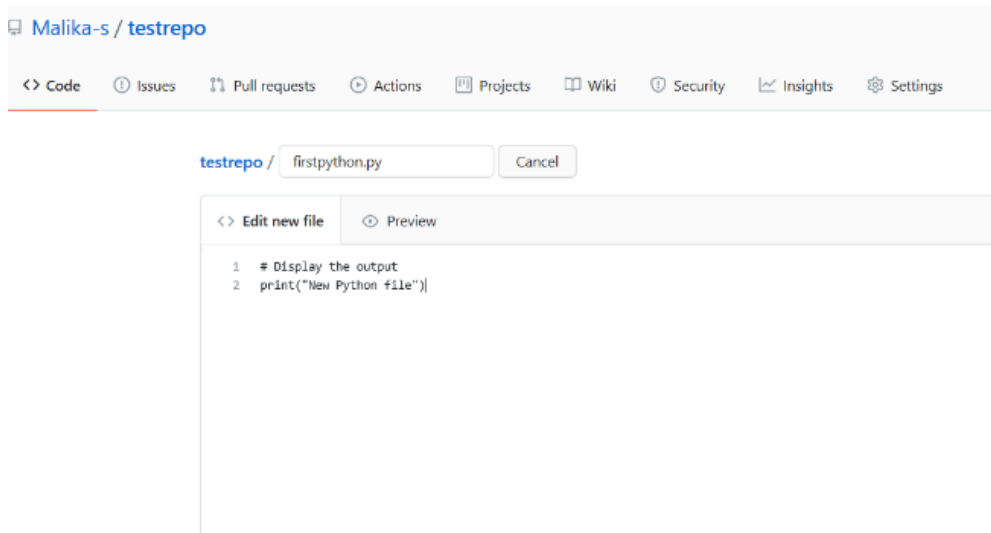 Malika-s / testrepo
Code Issues Pull requests Actions Projects Wiki Security Insights Settings
testrepo / firstpython.py Cancel
Edit new file Preview
1 # Display the output
2 print("New Python file")